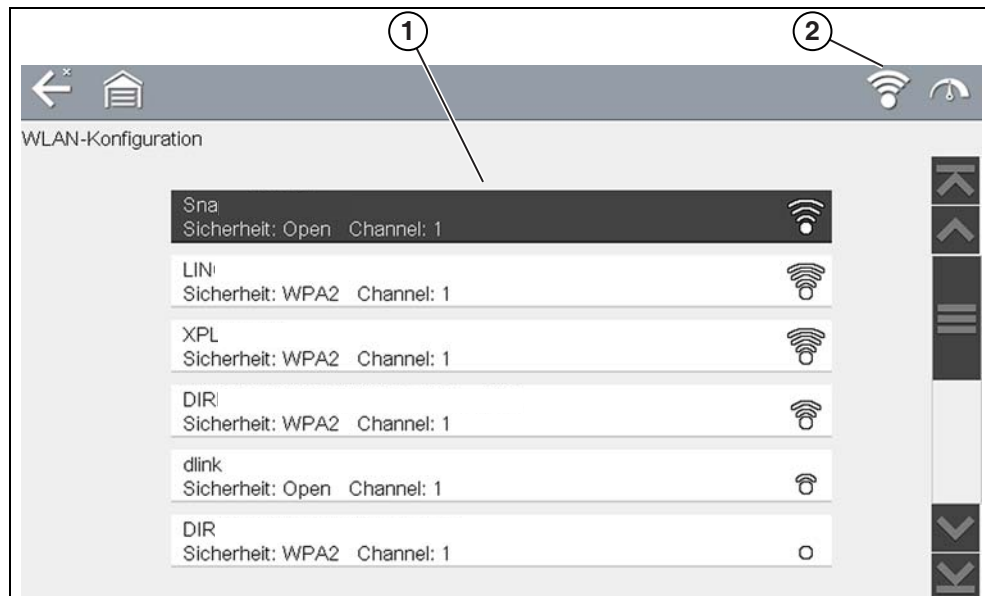 1
2
WLAN-Konfiguration
Sna
Sicherheit: Open Channel: 1
LIN
Sicherheit: WPA2 Channel: 1
XPL
Sicherheit: WPA2 Channel: 1
DIR
Sicherheit: WPA2 Channel: 1
dlink
Sicherheit: Open Channel: 1
DIR
Sicherheit: WPA2 Channel: 1